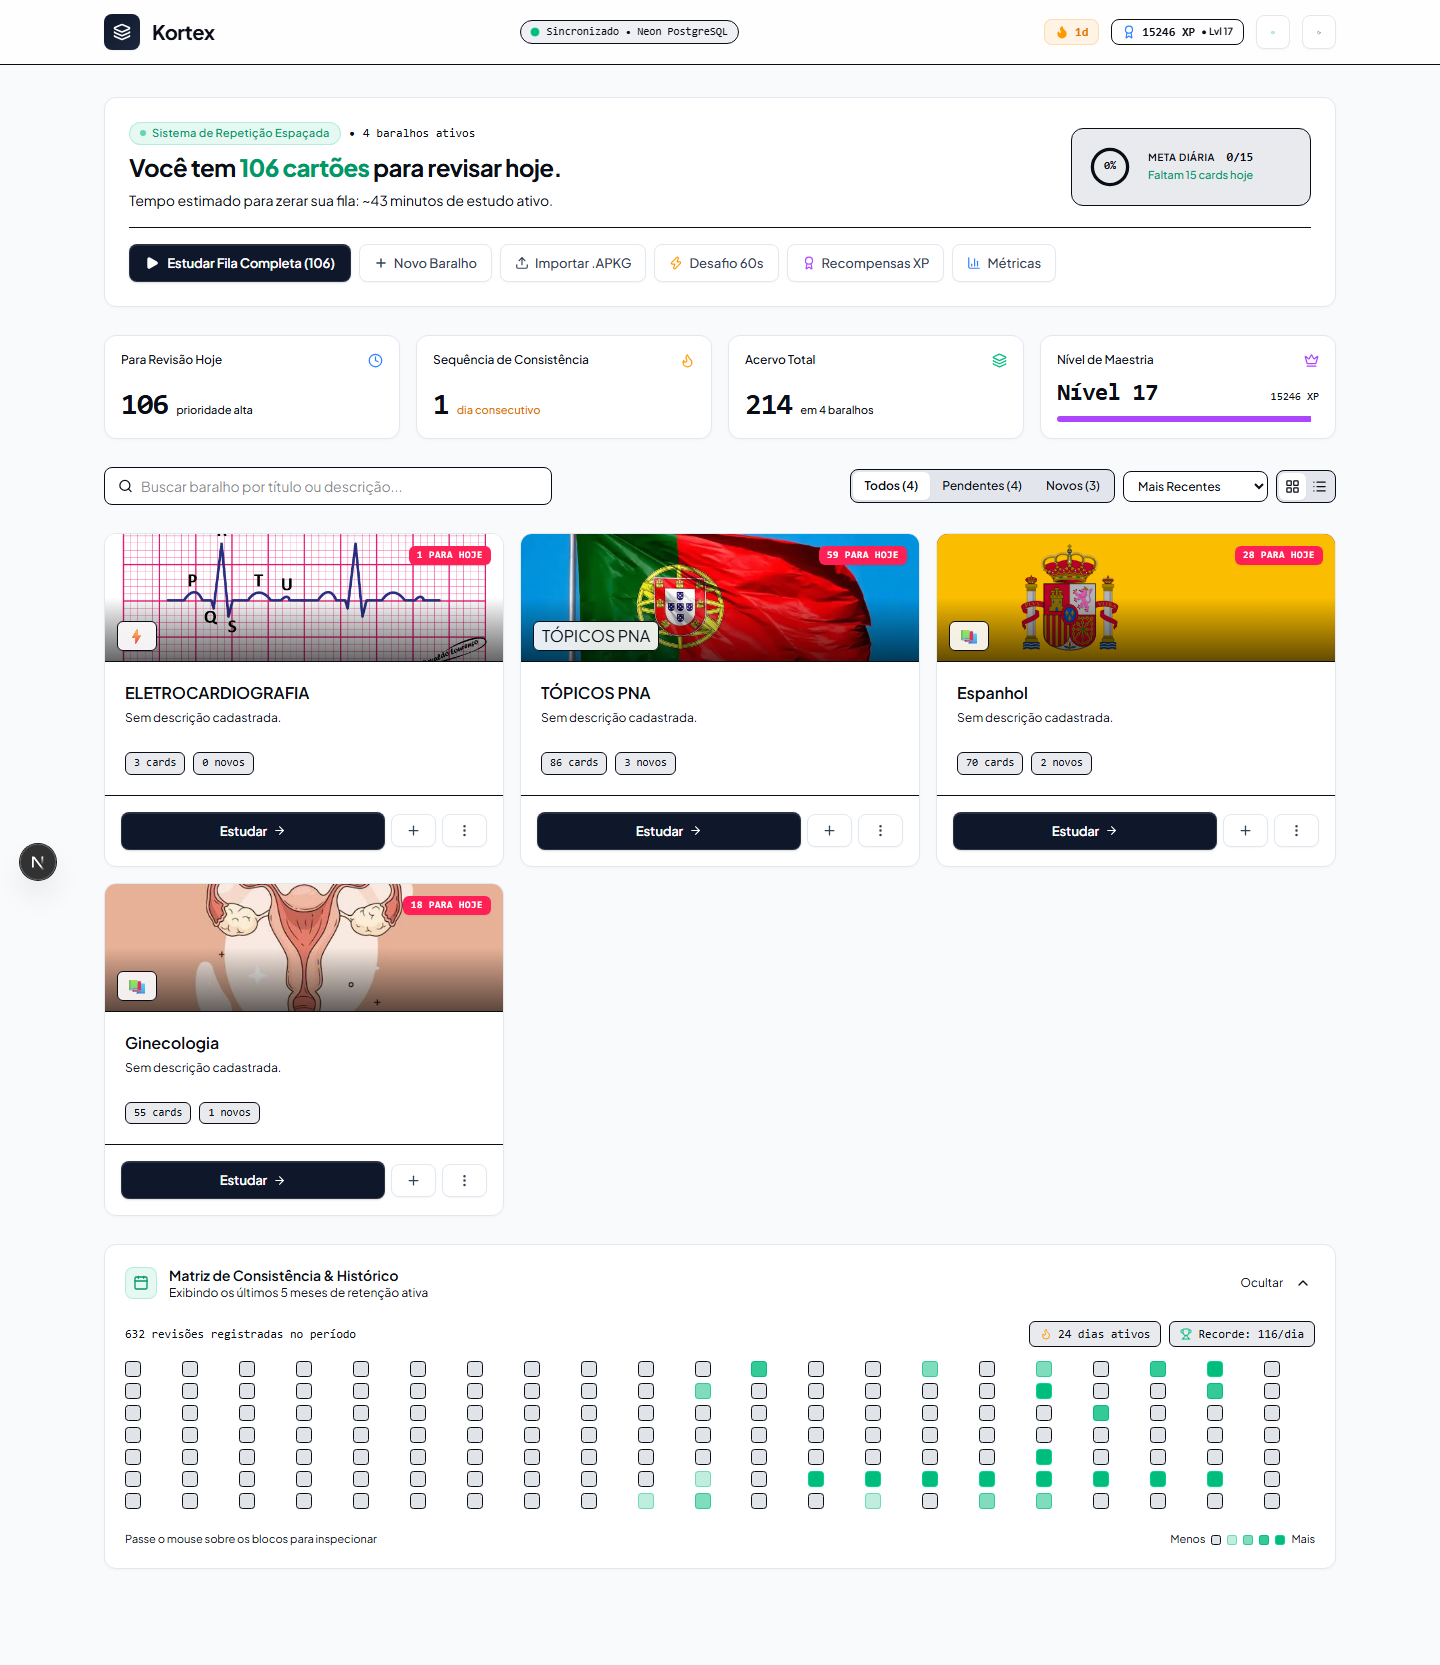 Kortex
Sincronizado • Neon PostgreSQL
1d
15246 XP • Lvl 17
Sistema de Repetição Espaçada
• 4 baralhos ativos
Você tem 106 cartões para revisar hoje.
Tempo estimado para zerar sua fila: ~43 minutos de estudo ativo.
0%
META DIÁRIA 0/15
Faltam 15 cards hoje
Estudar Fila Completa (106)
Novo Baralho
Importar .APKG
Desafio 60s
Recompensas XP
Métricas
Para Revisão Hoje
106 prioridade alta
Sequência de Consistência
1 dia consecutivo
Acervo Total
214 em 4 baralhos
Nível de Maestria
Nível 17
15246 XP
Buscar baralho por título ou descrição...
Todos (4)
Pendentes (4)
Novos (3)
Mais Recentes
1 PARA HOJE
P
T
U
Q
S
ELETROCARDIOGRAFIA
Sem descrição cadastrada.
3 cards
0 novos
Estudar
59 PARA HOJE
TÓPICOS PNA
TÓPICOS PNA
Sem descrição cadastrada.
86 cards
3 novos
Estudar
28 PARA HOJE
Espanhol
Sem descrição cadastrada.
70 cards
2 novos
Estudar
18 PARA HOJE
Ginecologia
Sem descrição cadastrada.
55 cards
1 novos
Estudar
N
Matriz de Consistência & Histórico
Exibindo os últimos 5 meses de retenção ativa
Ocultar
632 revisões registradas no período
24 dias ativos
Recorde: 116/dia
Passe o mouse sobre os blocos para inspecionar
Menos
Mais